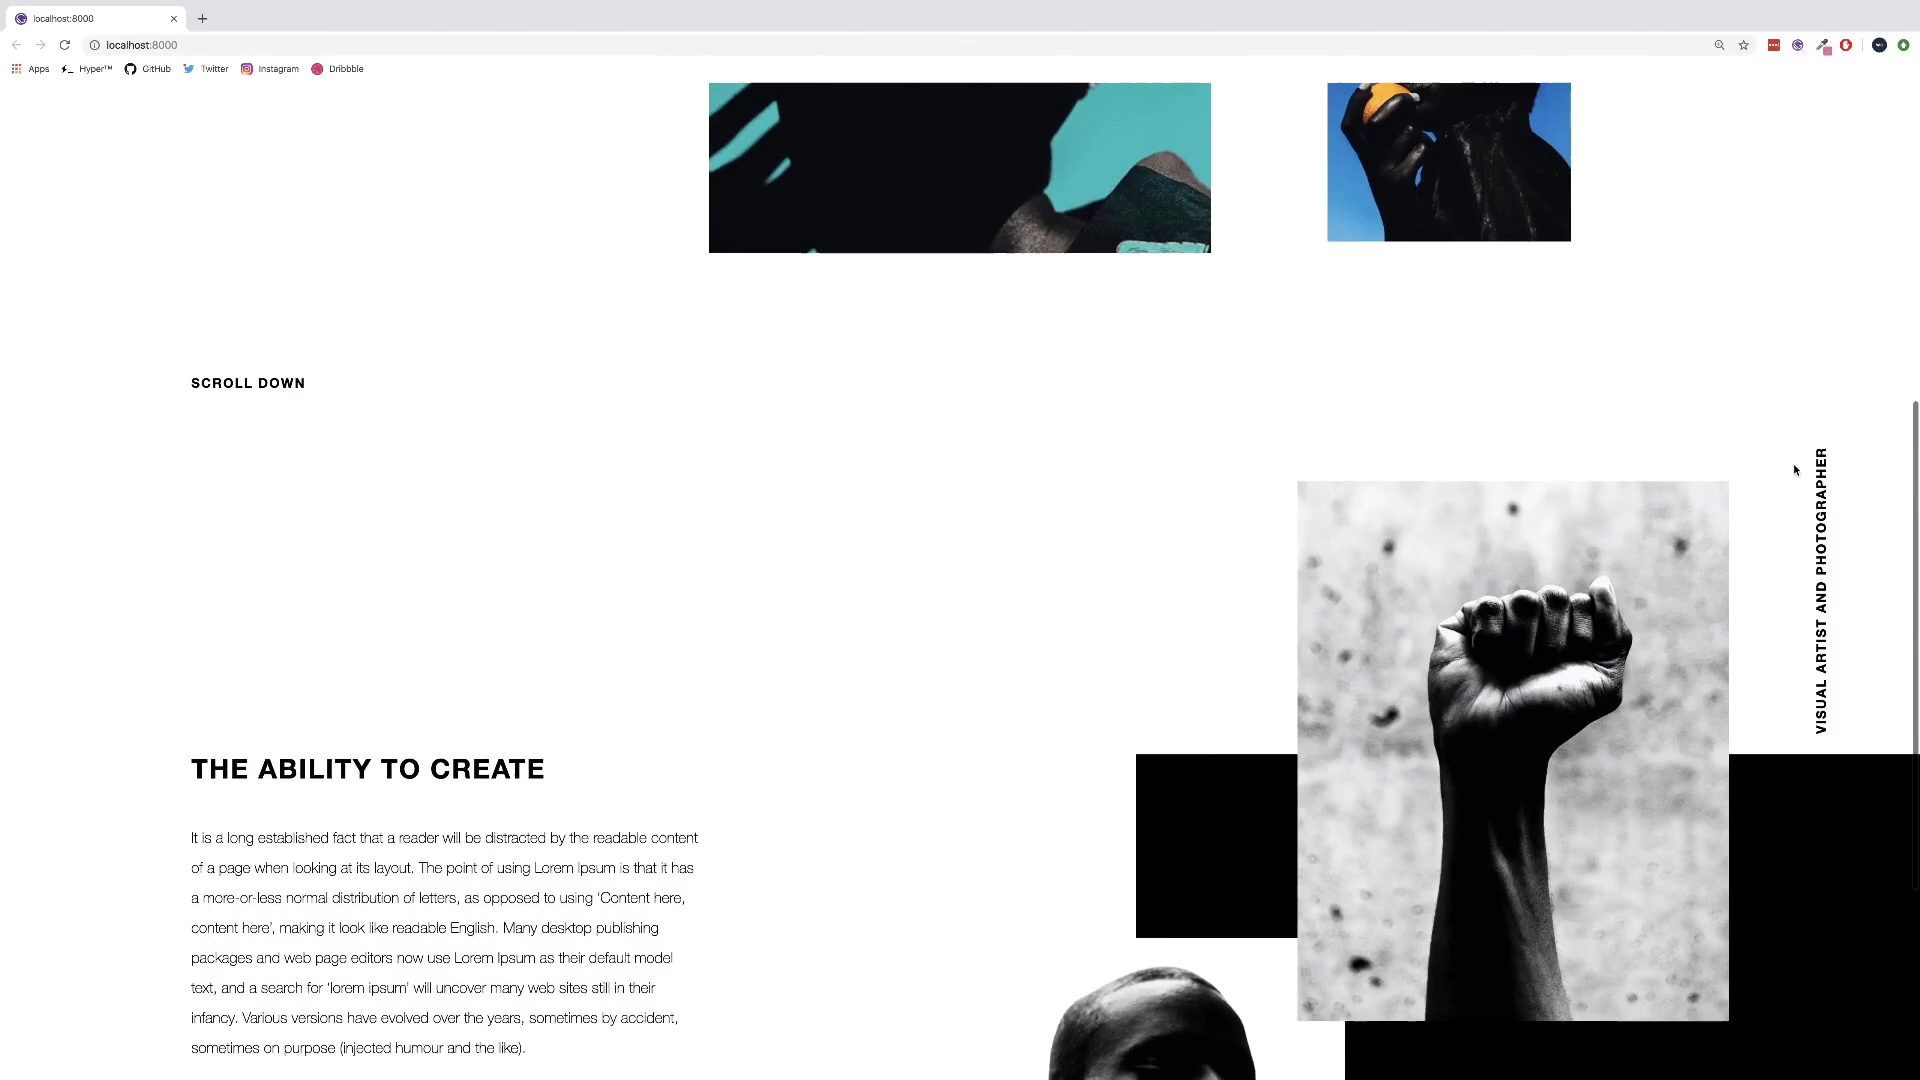 localhost:8000
localhost:8000
Apps
Hyper™
GitHub
Twitter
Instagram
Dribbble
SCROLL DOWN
VISUAL ARTIST AND PHOTOGRAPHER
THE ABILITY TO CREATE
It is a long established fact that a reader will be distracted by the readable content
of a page when looking at its layout. The point of using Lorem Ipsum is that it has
a more-or-less normal distribution of letters, as opposed to using ‘Content here,
content here’, making it look like readable English. Many desktop publishing
packages and web page editors now use Lorem Ipsum as their default model
text, and a search for ‘lorem ipsum’ will uncover many web sites still in their
infancy. Various versions have evolved over the years, sometimes by accident,
sometimes on purpose (injected humour and the like).